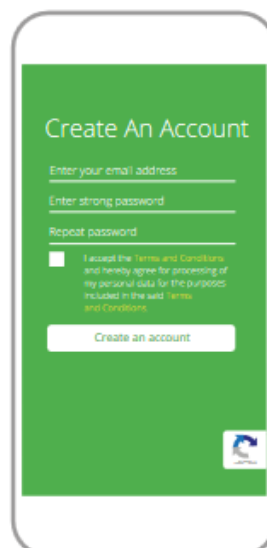 Create An Account
Enter your email address
Enter strong password
Repeat password
I accept the Terms and Conditions
and hereby agree for processing of
my personal data for the purposes
included in the said Terms
and Conditions
Create an account